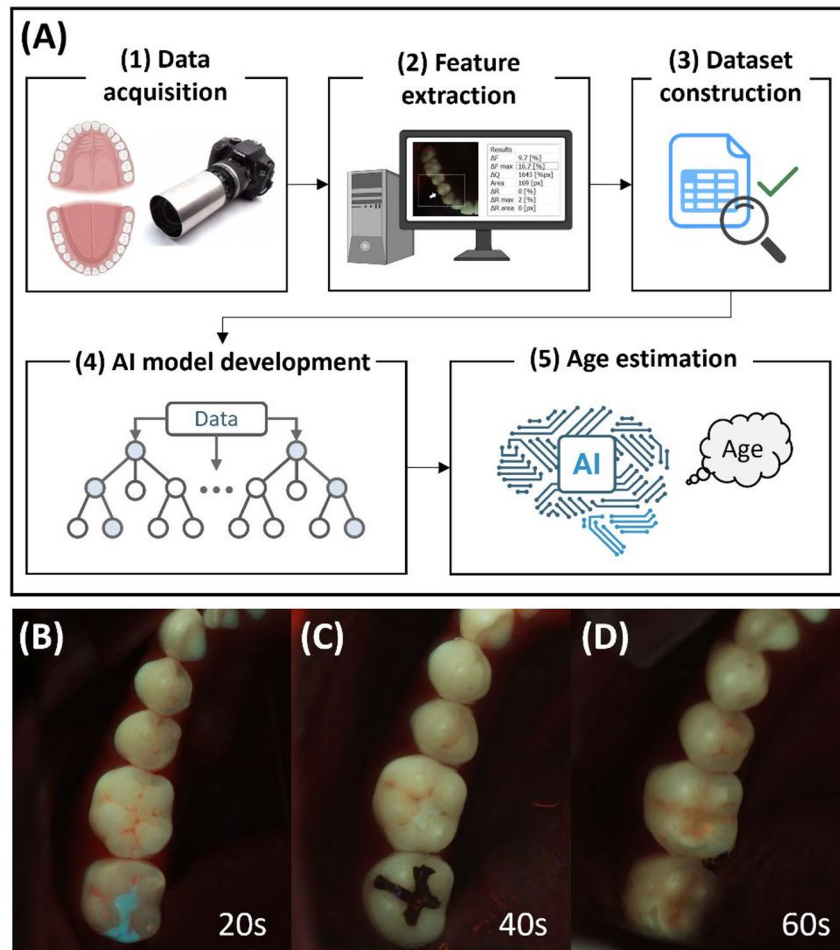 (A)
(1) Data
acquisition
(2) Feature
extraction
Results
ΔF 9.7 [%]
ΔF max 16.7 [%]
ΔQ 1643 [%px]
Area 169 [px]
ΔR 0 [%]
ΔR max 2 [%]
ΔR area 0 [px]
(3) Dataset
construction
(4) AI model development
Data
(5) Age estimation
AI
Age
(B)
20s
(C)
40s
(D)
60s